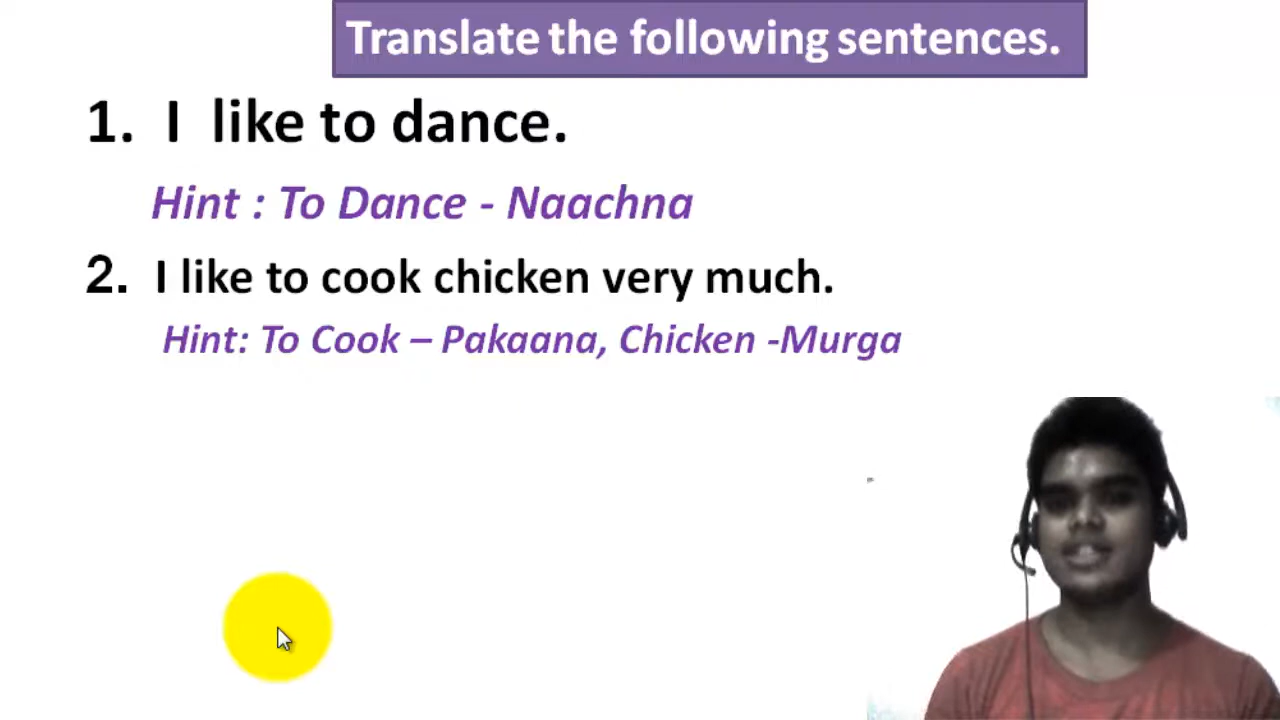 Translate the following sentences.
1. I like to dance.
Hint : To Dance - Naachna
2. I like to cook chicken very much.
Hint: To Cook – Pakaana, Chicken -Murga